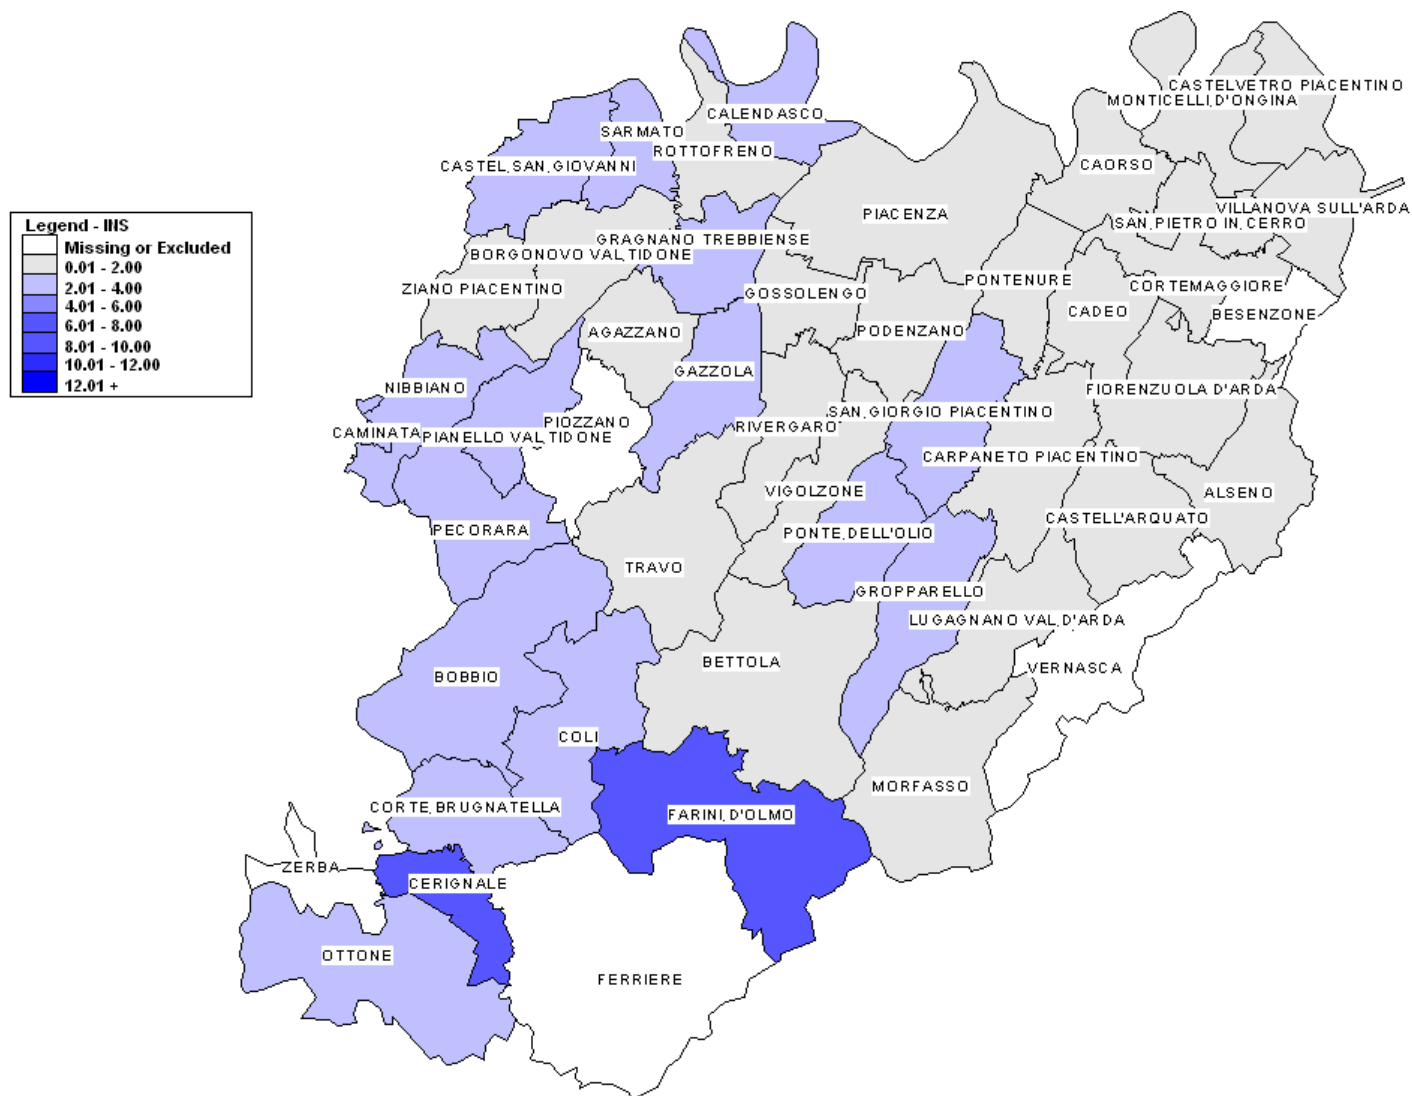 CASTELVETRO PIACENTINO
MONTICELLI.D'ONGINA
CALENDASCO
SARMATO
ROTTOFRENO
CASTEL.SAN.GIOVANNI
CAORSO
PIACENZA
VILLANOVA SULL'ARDA
SAN.PIETRO IN.CERRO
Legend - INS
Missing or Excluded
0.01 - 2.00
2.01 - 4.00
4.01 - 6.00
6.01 - 8.00
8.01 - 10.00
10.01 - 12.00
12.01 +
GRAGNANO TREBBIENSE
BORGONOVO VAL.TIDONE
ZIANO PIACENTINO
GOSSOLENGO
PONTENURE
CORTEMAGGIORE
CADEO
BESENZONE
AGAZZANO
PODENZANO
GAZZOLA
NIBBIANO
FIORENZUOLA D'ARDA
SAN.GIORGIO PIACENTINO
PIOZZANO
RIVERGARO
CAMINATA
PIANELLO VAL.TIDONE
CARPANETO PIACENTINO
VIGOLZONE
ALSENO
CASTELL'ARQUATO
PECORARA
PONTE.DELL'OLIO
TRAVO
GROPPARELLO
LUGAGNANO VAL.D'ARDA
BETTOLA
VERNASCA
BOBBIO
COLI
MORFASSO
CORTE.BRUGNATELLA
FARINI.D'OLMO
ZERBA
CERIGNALE
OTTONE
FERRIERE